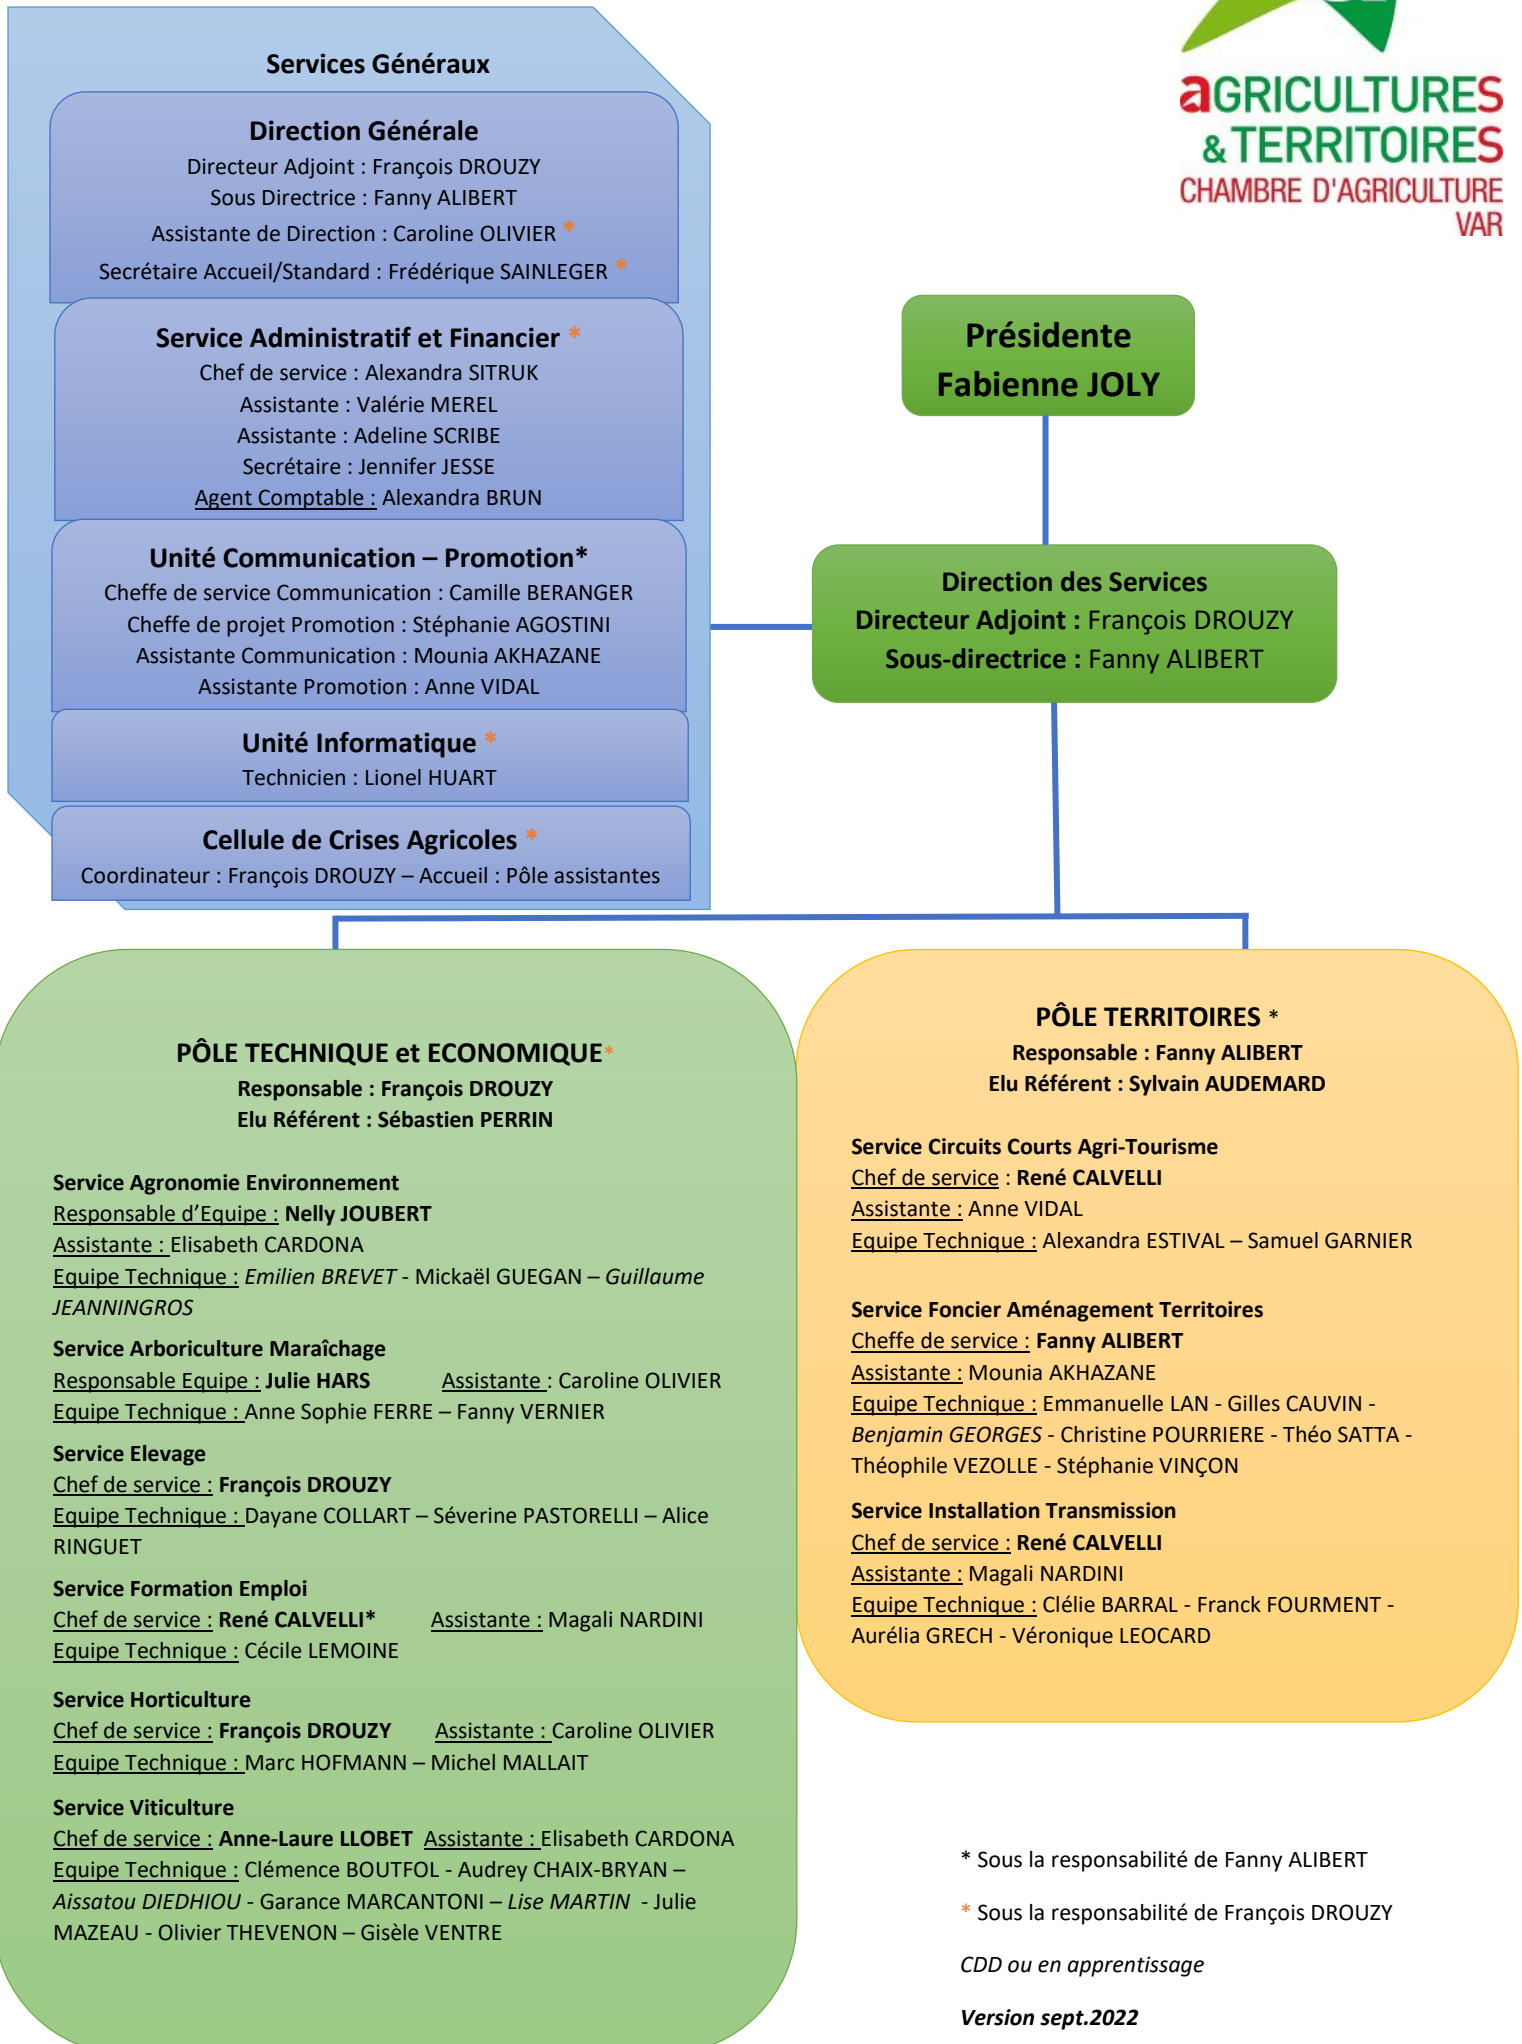 Services Généraux
Direction Générale
Directeur Adjoint : François DROUZY
Sous Directrice : Fanny ALIBERT
Assistante de Direction : Caroline OLIVIER *
Secrétaire Accueil/Standard : Frédérique SAINLEGER *
Service Administratif et Financier *
Chef de service : Alexandra SITRUK
Assistante : Valérie MEREL
Assistante : Adeline SCRIBE
Secrétaire : Jennifer JESSE
Agent Comptable : Alexandra BRUN
Unité Communication – Promotion*
Cheffe de service Communication : Camille BERANGER
Cheffe de projet Promotion : Stéphanie AGOSTINI
Assistante Communication : Mounia AKHAZANE
Assistante Promotion : Anne VIDAL
Unité Informatique *
Technicien : Lionel HUART
Cellule de Crises Agricoles *
Coordinateur : François DROUZY – Accueil : Pôle assistantes
aGRICULTURES
& TERRITOIRES
CHAMBRE D'AGRICULTURE
VAR
Présidente
Fabienne JOLY
Direction des Services
Directeur Adjoint : François DROUZY
Sous-directrice : Fanny ALIBERT
PÔLE TECHNIQUE et ECONOMIQUE*
Responsable : François DROUZY
Elu Référent : Sébastien PERRIN
Service Agronomie Environnement
Responsable d’Equipe : Nelly JOUBERT
Assistante : Elisabeth CARDONA
Equipe Technique : Emilien BREVET - Mickaël GUEGAN – Guillaume
JEANNINGROS
Service Arboriculture Maraîchage
Responsable Equipe : Julie HARS Assistante : Caroline OLIVIER
Equipe Technique : Anne Sophie FERRE – Fanny VERNIER
Service Elevage
Chef de service : François DROUZY
Equipe Technique : Dayane COLLART – Séverine PASTORELLI – Alice
RINGUET
Service Formation Emploi
Chef de service : René CALVELLI* Assistante : Magali NARDINI
Equipe Technique : Cécile LEMOINE
Service Horticulture
Chef de service : François DROUZY Assistante : Caroline OLIVIER
Equipe Technique : Marc HOFMANN – Michel MALLAIT
Service Viticulture
Chef de service : Anne-Laure LLOBET Assistante : Elisabeth CARDONA
Equipe Technique : Clémence BOUTFOL - Audrey CHAIX-BRYAN –
Aissatou DIEDHIOU - Garance MARCANTONI – Lise MARTIN - Julie
MAZEAU - Olivier THEVENON – Gisèle VENTRE
PÔLE TERRITOIRES *
Responsable : Fanny ALIBERT
Elu Référent : Sylvain AUDEMARD
Service Circuits Courts Agri-Tourisme
Chef de service : René CALVELLI
Assistante : Anne VIDAL
Equipe Technique : Alexandra ESTIVAL – Samuel GARNIER
Service Foncier Aménagement Territoires
Cheffe de service : Fanny ALIBERT
Assistante : Mounia AKHAZANE
Equipe Technique : Emmanuelle LAN - Gilles CAUVIN -
Benjamin GEORGES - Christine POURRIERE - Théo SATTA -
Théophile VEZOLLE - Stéphanie VINÇON
Service Installation Transmission
Chef de service : René CALVELLI
Assistante : Magali NARDINI
Equipe Technique : Clélie BARRAL - Franck FOURMENT -
Aurélia GRECH - Véronique LEOCARD
* Sous la responsabilité de Fanny ALIBERT
* Sous la responsabilité de François DROUZY
CDD ou en apprentissage
Version sept.2022